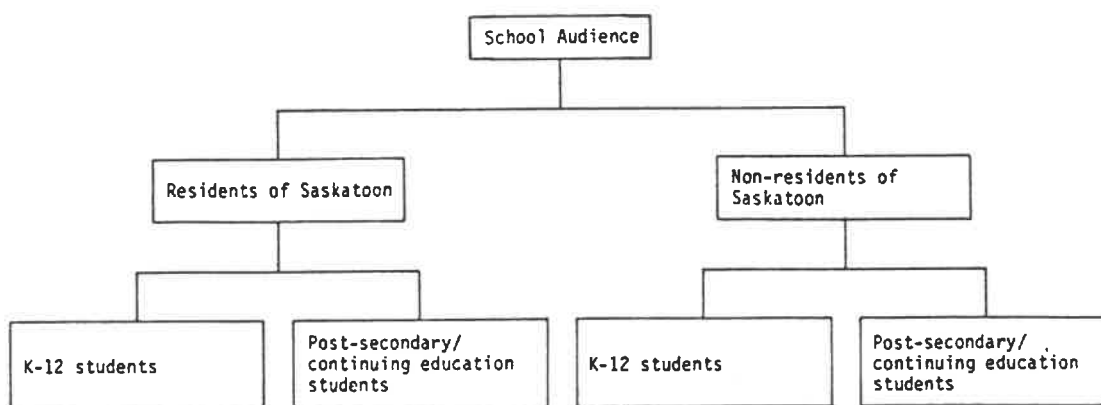 School Audience
Residents of Saskatoon
Non-residents of
Saskatoon
K-12 students
Post-secondary/
continuing education
students
K-12 students
Post-secondary/
continuing education
students